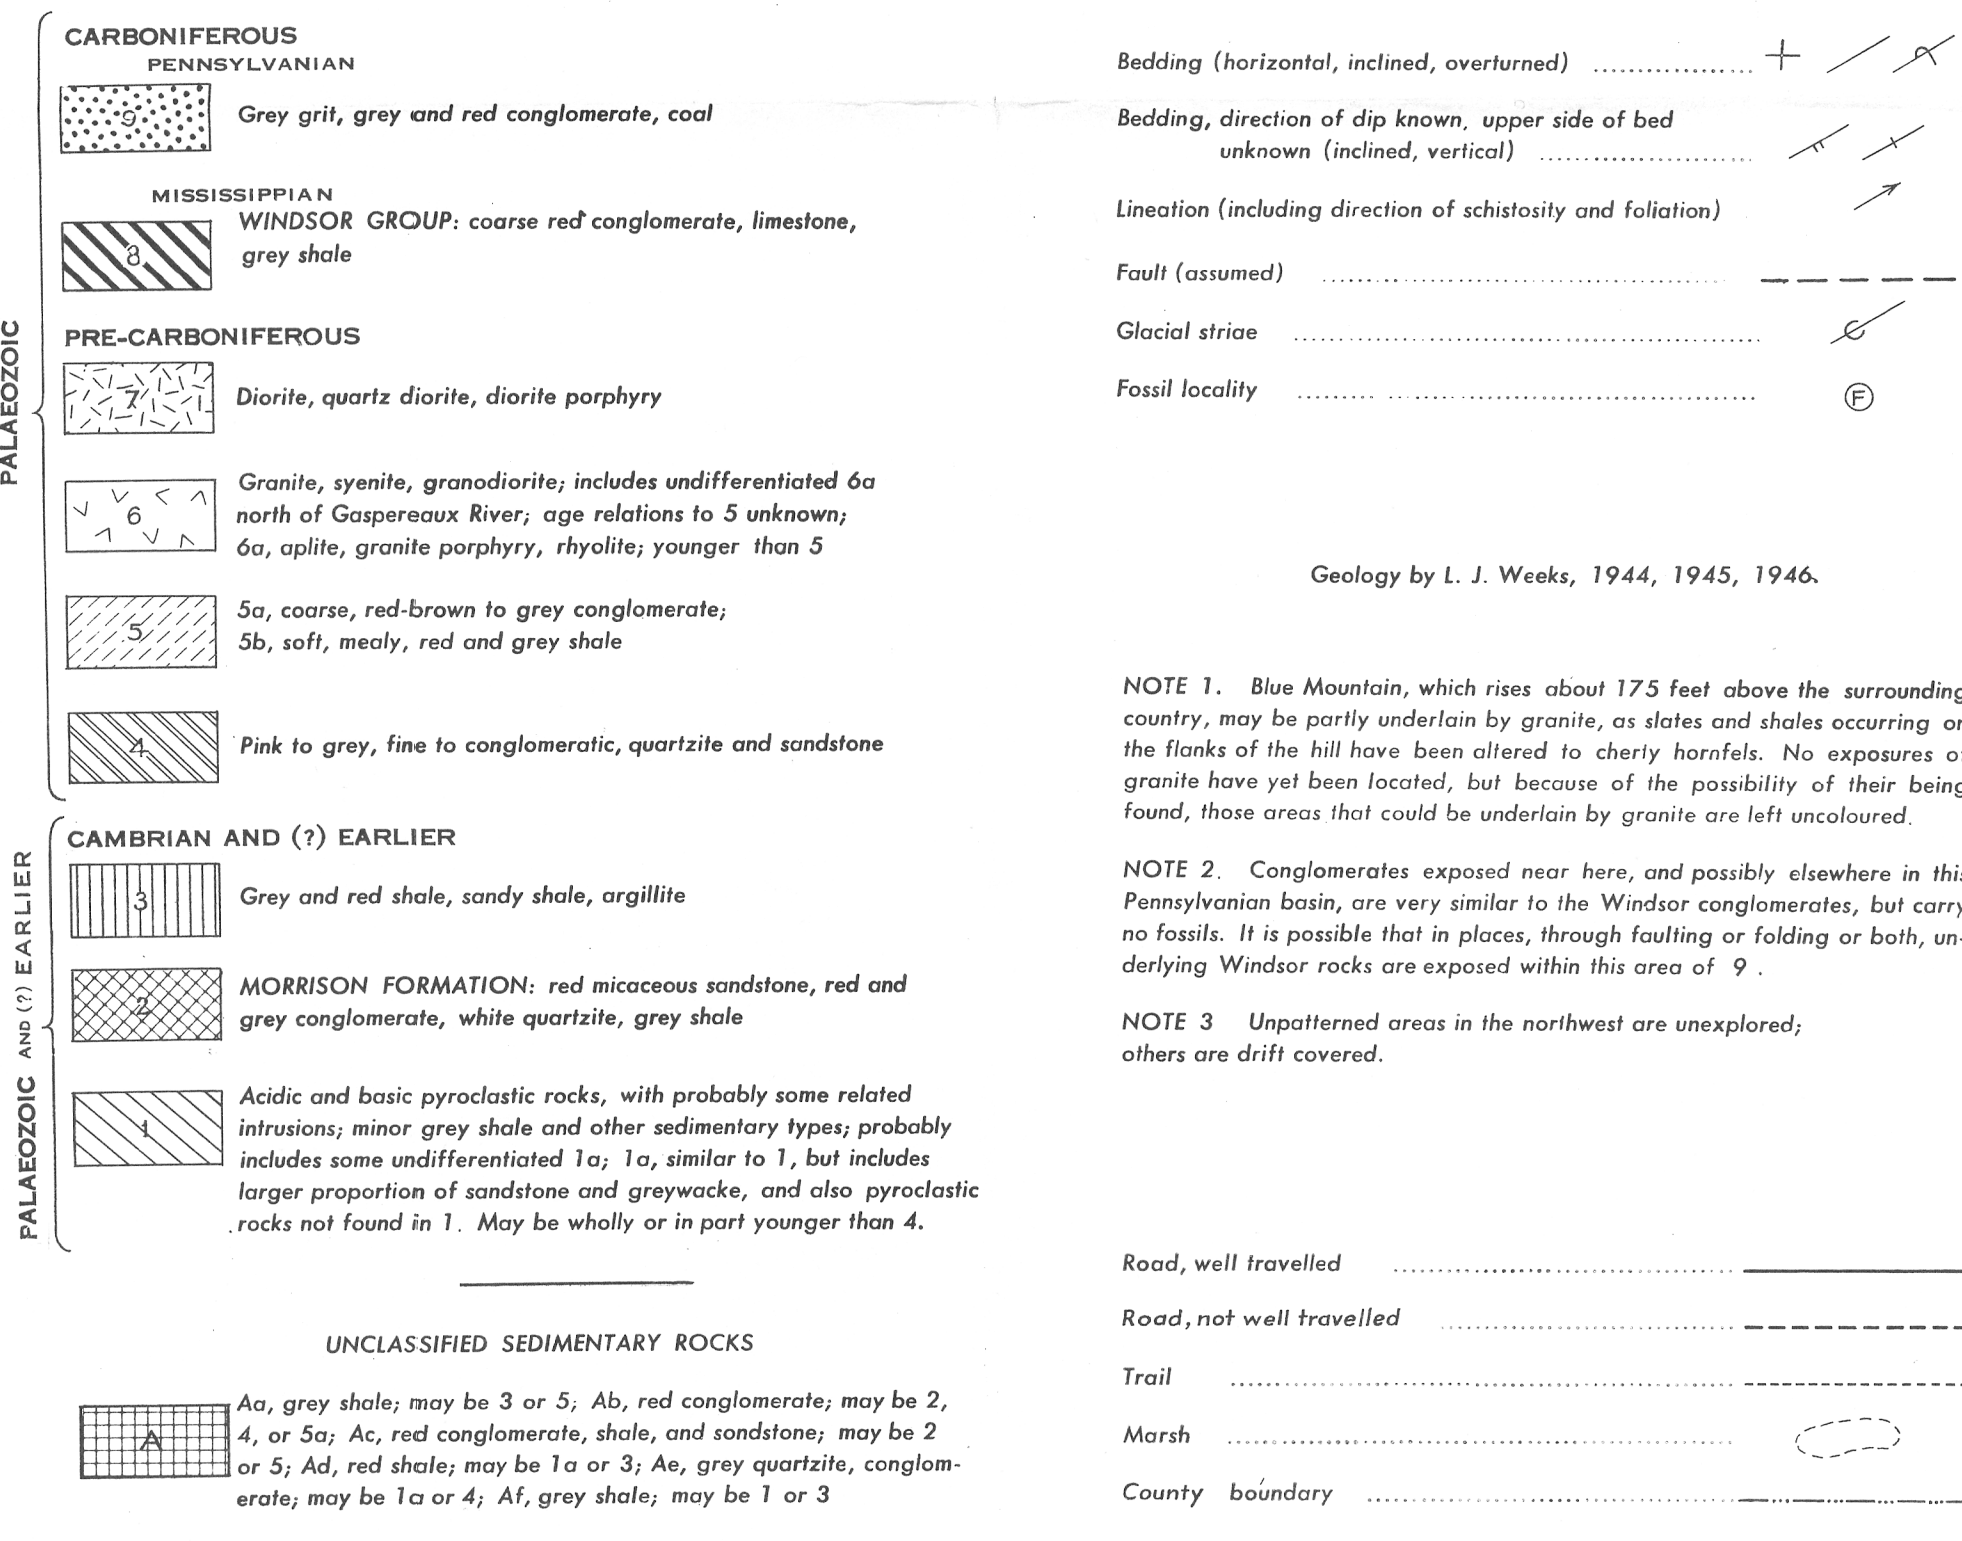 PALAEOZOIC
CARBONIFEROUS
PENNSYLVANIAN
9
Grey grit, grey and red conglomerate, coal
MISSISSIPPIAN
8
WINDSOR GROUP: coarse red conglomerate, limestone,
grey shale
PRE-CARBONIFEROUS
7
Diorite, quartz diorite, diorite porphyry
6
Granite, syenite, granodiorite; includes undifferentiated 6a
north of Gaspereaux River; age relations to 5 unknown;
6a, aplite, granite porphyry, rhyolite; younger than 5
5
5a, coarse, red-brown to grey conglomerate;
5b, soft, mealy, red and grey shale
4
Pink to grey, fine to conglomeratic, quartzite and sandstone
PALAEOZOIC AND (?) EARLIER
CAMBRIAN AND (?) EARLIER
3
Grey and red shale, sandy shale, argillite
2
MORRISON FORMATION: red micaceous sandstone, red and
grey conglomerate, white quartzite, grey shale
1
Acidic and basic pyroclastic rocks, with probably some related
intrusions; minor grey shale and other sedimentary types; probably
includes some undifferentiated 1a; 1a, similar to 1, but includes
larger proportion of sandstone and greywacke, and also pyroclastic
rocks not found in 1. May be wholly or in part younger than 4.
UNCLASSIFIED SEDIMENTARY ROCKS
A
Aa, grey shale; may be 3 or 5; Ab, red conglomerate; may be 2,
4, or 5a; Ac, red conglomerate, shale, and sondstone; may be 2
or 5; Ad, red shale; may be 1a or 3; Ae, grey quartzite, conglom-
erate; may be 1a or 4; Af, grey shale; may be 1 or 3
Bedding (horizontal, inclined, overturned)
Bedding, direction of dip known, upper side of bed
unknown (inclined, vertical)
Lineation (including direction of schistosity and foliation)
Fault (assumed)
Glacial striae
Fossil locality
F
Geology by L. J. Weeks, 1944, 1945, 1946.
NOTE 1. Blue Mountain, which rises about 175 feet above the surrounding
country, may be partly underlain by granite, as slates and shales occurring
the flanks of the hill have been altered to cherty hornfels. No exposures
granite have yet been located, but because of the possibility of their being
found, those areas that could be underlain by granite are left uncoloured.
NOTE 2. Conglomerates exposed near here, and possibly elsewhere in this
Pennsylvanian basin, are very similar to the Windsor conglomerates, but carry
no fossils. It is possible that in places, through faulting or folding or both, un-
derlying Windsor rocks are exposed within this area of 9 .
NOTE 3 Unpatterned areas in the northwest are unexplored;
others are drift covered.
Road, well travelled
Road, not well travelled
Trail
Marsh
County boundary